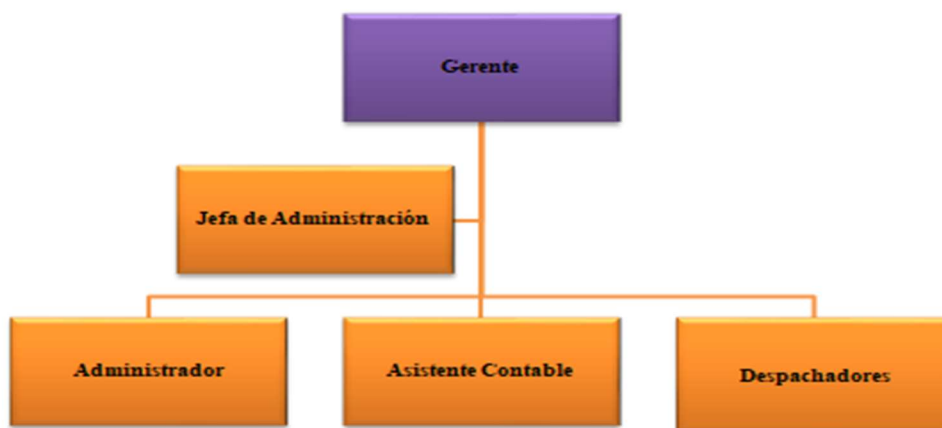 Gerente
Jefa de Administración
Administrador
Asistente Contable
Despachadores